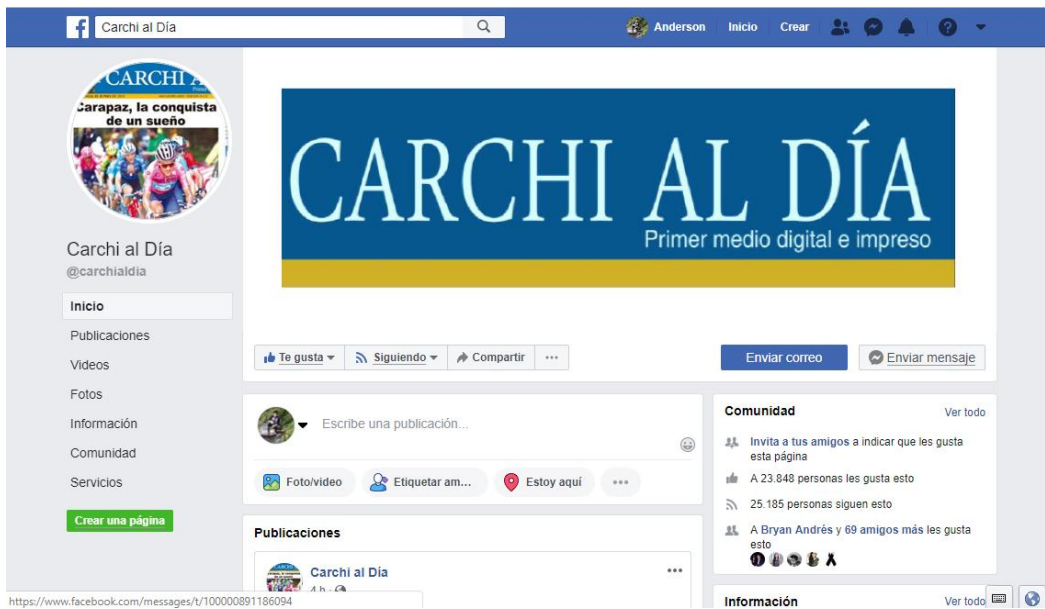 Carchi al Día
Anderson
Inicio
Crear
CARCHI A
Carapaz, la conquista
de un sueño
CARCHI AL DÍA
Primer medio digital e impreso
Carchi al Día
@carchialdia
Inicio
Publicaciones
Videos
Fotos
Información
Comunidad
Servicios
Crear una página
Te gusta
Siguiendo
Compartir
Enviar correo
Enviar mensaje
Escribe una publicación...
Foto/video
Etiquetar am...
Estoy aquí
Publicaciones
Carchi al Día
4 h
Comunidad
Ver todo
Invita a tus amigos a indicar que les gusta
esta página
A 23.848 personas les gusta esto
25.185 personas siguen esto
A Bryan Andrés y 69 amigos más les gusta
esto
Información
Ver todo
https://www.facebook.com/messages/t/100000891186094